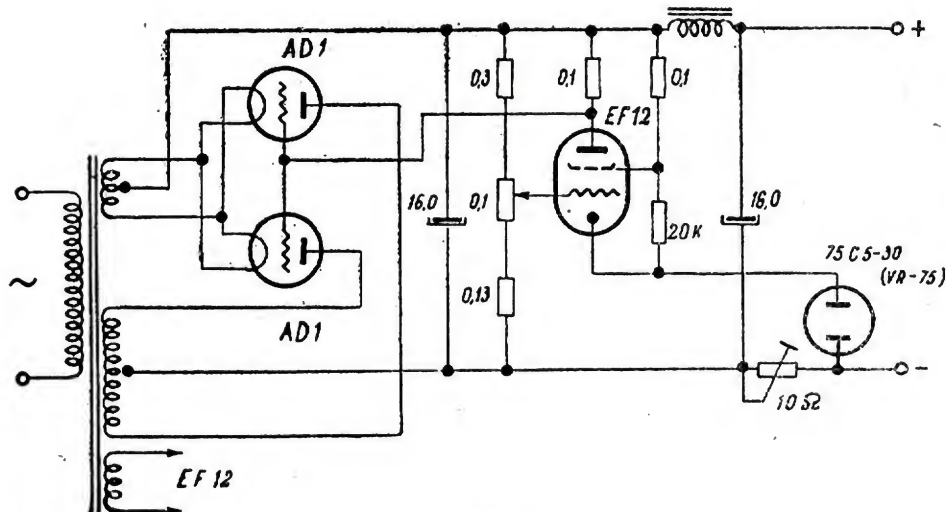 AD1
+
0,3
0,1
0,1
EF12
16,0
0,1
16,0
20 K
~
75 C5-30
(VR-75)
0,13
AD1
-
10 Ω
EF 12